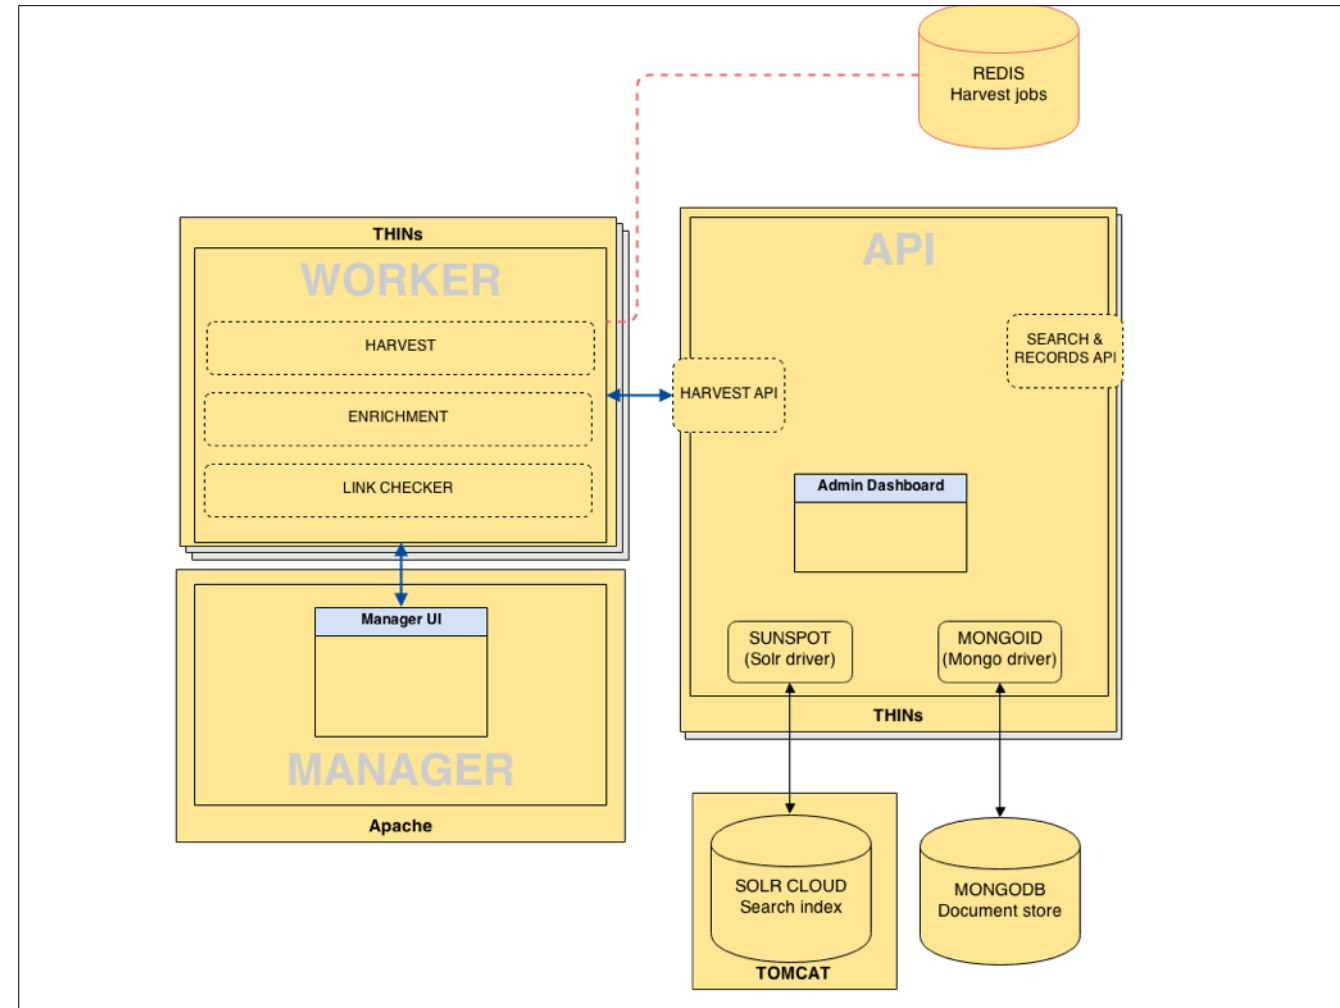 REDIS
Harvest jobs
THINs
WORKER
HARVEST
ENRICHMENT
LINK CHECKER
API
SEARCH &
RECORDS API
HARVEST API
Admin Dashboard
SUNSPOT
(Solr driver)
MONGOID
(Mongo driver)
THINs
Manager UI
MANAGER
Apache
SOLR CLOUD
Search index
TOMCAT
MONGODB
Document store